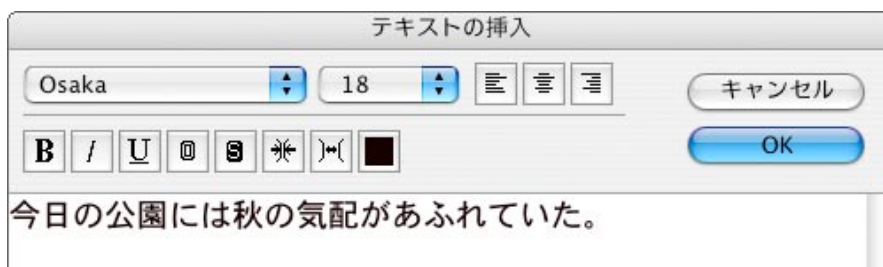 テキストの挿入
Osaka
18
キャンセル
B I U
OK
今日の公園には秋の気配があふれていた。